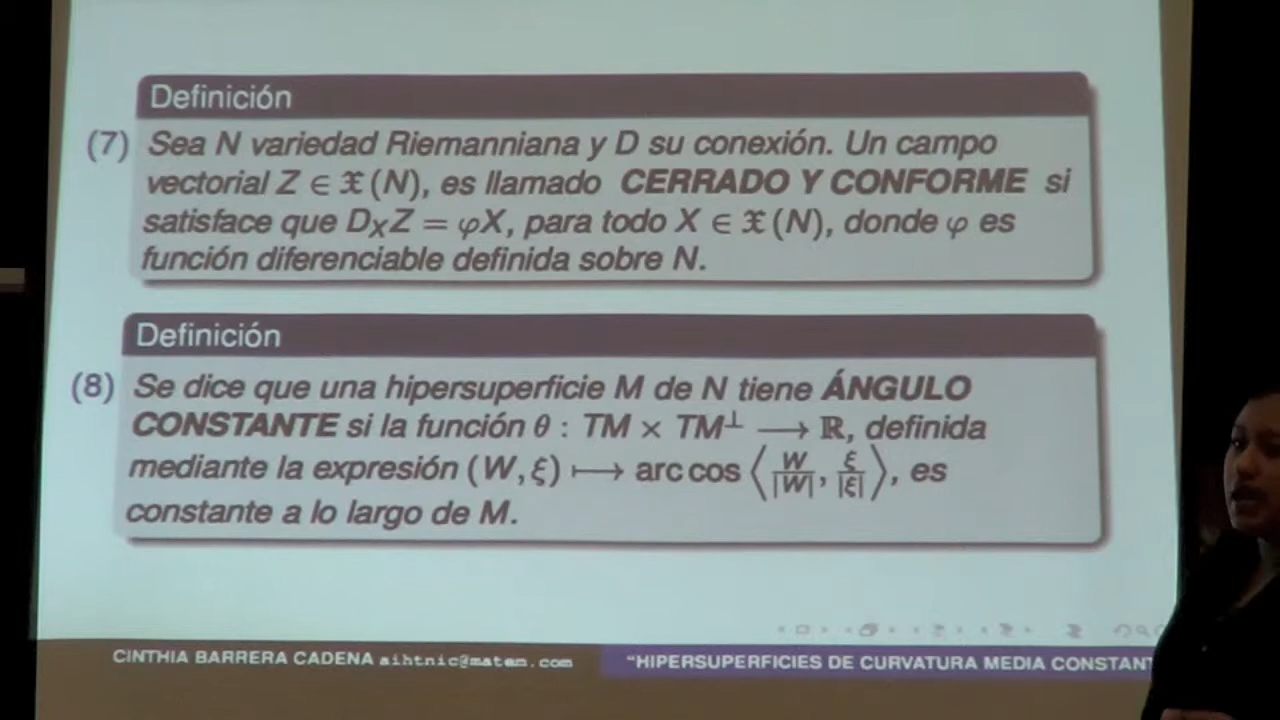 Definición
(7) Sea N variedad Riemanniana y D su conexión. Un campo
vectorial Z ∈ 𝔛(N), es llamado CERRADO Y CONFORME si
satisface que D_X Z = φX, para todo X ∈ 𝔛(N), donde φ es
función diferenciable definida sobre N.
Definición
(8) Se dice que una hipersuperficie M de N tiene ÁNGULO
CONSTANTE si la función θ : TM × TM⊥ ⟶ ℝ, definida
mediante la expresión (W, ξ) ⟼ arc cos ⟨W/|W|, ξ/|ξ|⟩, es
constante a lo largo de M.
CINTHIA BARRERA CADENA aihtnic@matem.com
“HIPERSUPERFICIES DE CURVATURA MEDIA CONSTANT